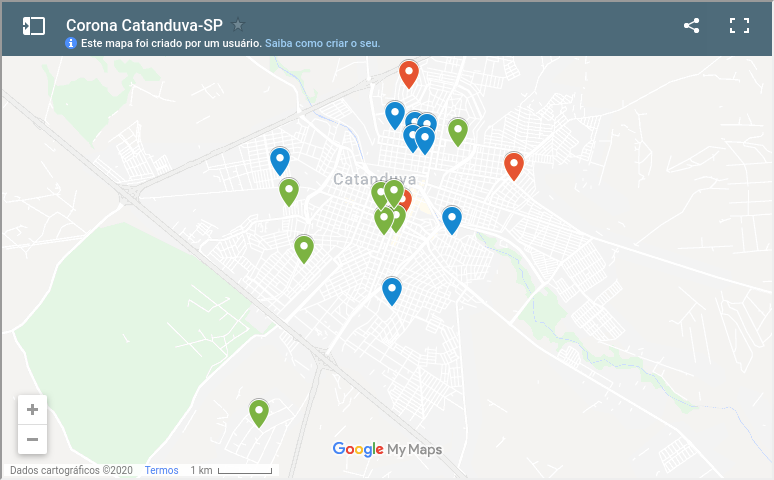 Corona Catanduva-SP
Este mapa foi criado por um usuário. Saiba como criar o seu.
Catanduva
Google My Maps
Dados cartográficos ©2020 Termos 1 km